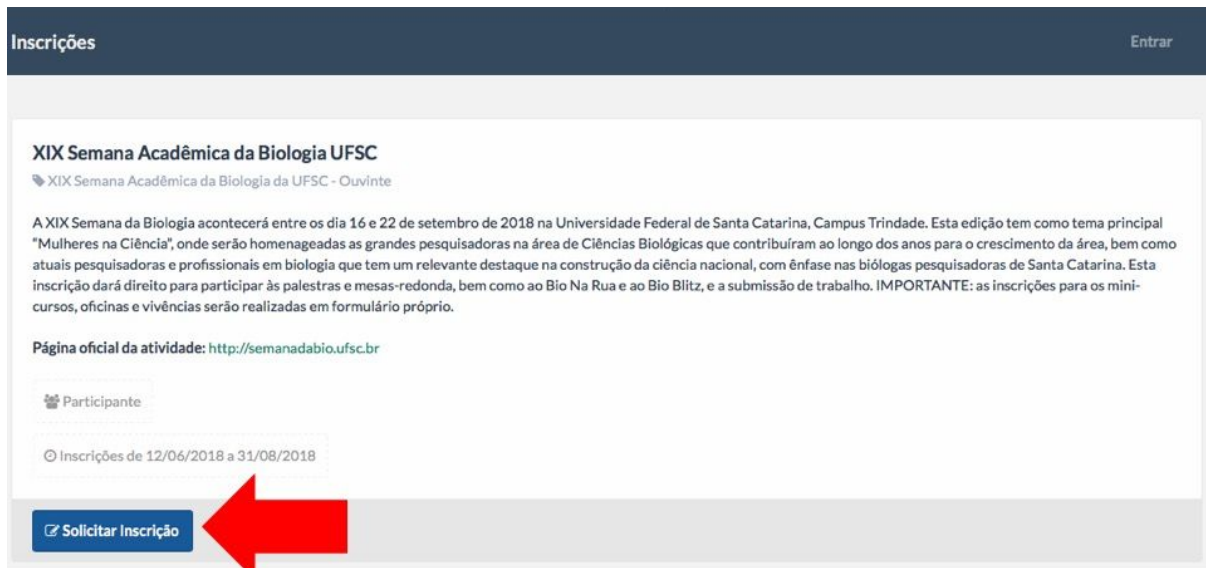 Inscrições
Entrar
XIX Semana Acadêmica da Biologia UFSC
XIX Semana Acadêmica da Biologia da UFSC - Ouvinte
A XIX Semana da Biologia acontecerá entre os dia 16 e 22 de setembro de 2018 na Universidade Federal de Santa Catarina, Campus Trindade. Esta edição tem como tema principal
"Mulheres na Ciência", onde serão homenageadas as grandes pesquisadoras na área de Ciências Biológicas que contribuíram ao longo dos anos para o crescimento da área, bem como
atuais pesquisadoras e profissionais em biologia que tem um relevante destaque na construção da ciência nacional, com ênfase nas biólogas pesquisadoras de Santa Catarina. Esta
inscrição dará direito para participar às palestras e mesas-redonda, bem como ao Bio Na Rua e ao Bio Blitz, e a submissão de trabalho. IMPORTANTE: as inscrições para os mini-
cursos, oficinas e vivências serão realizadas em formulário próprio.
Página oficial da atividade: http://semanadabio.ufsc.br
Participante
Inscrições de 12/06/2018 a 31/08/2018
Solicitar Inscrição